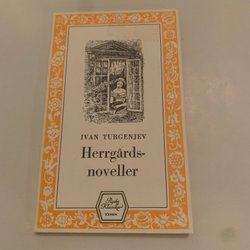 IVAN TURGENJEV
Herrgårds-
noveller